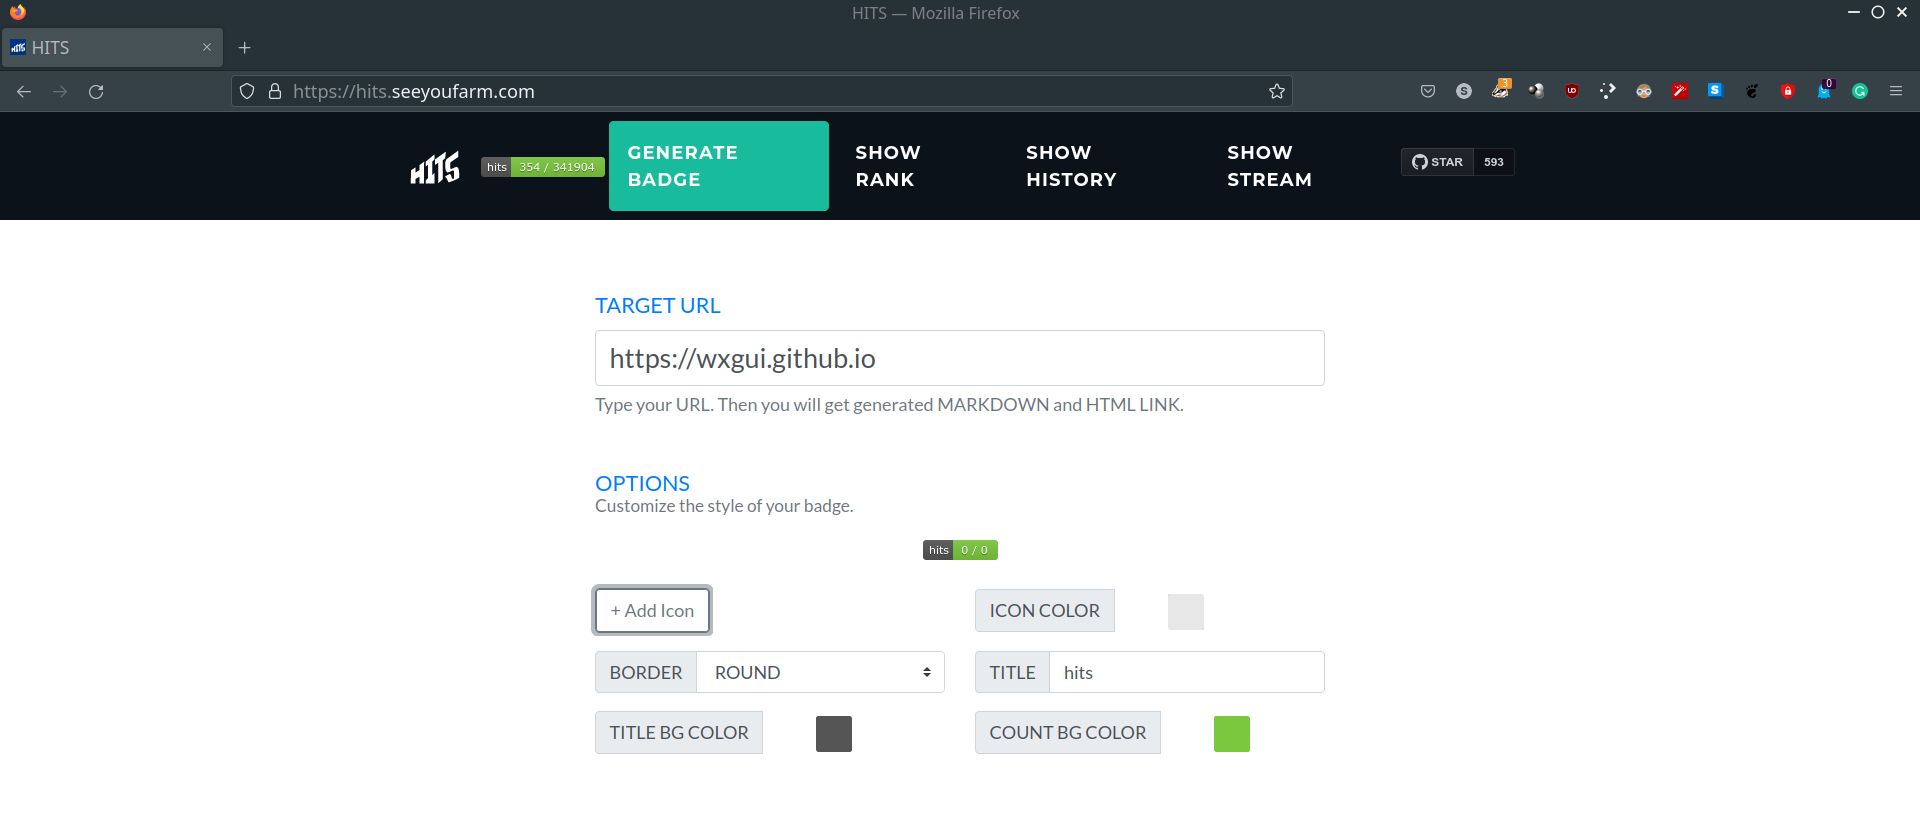 HITS — Mozilla Firefox
HITS
https://hits.seeyoufarm.com
S
3
UD
S
0
HITS
hits 354 / 341904
GENERATE
BADGE
SHOW
RANK
SHOW
HISTORY
SHOW
STREAM
STAR 593
TARGET URL
https://wxgui.github.io
Type your URL. Then you will get generated MARKDOWN and HTML LINK.
OPTIONS
Customize the style of your badge.
hits 0 / 0
+ Add Icon
ICON COLOR
BORDER ROUND
TITLE hits
TITLE BG COLOR
COUNT BG COLOR